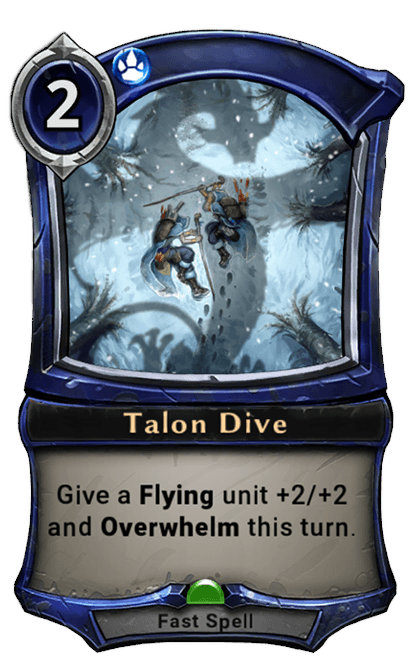 2
Talon Dive
Give a Flying unit +2/+2
and Overwhelm this turn.
Fast Spell